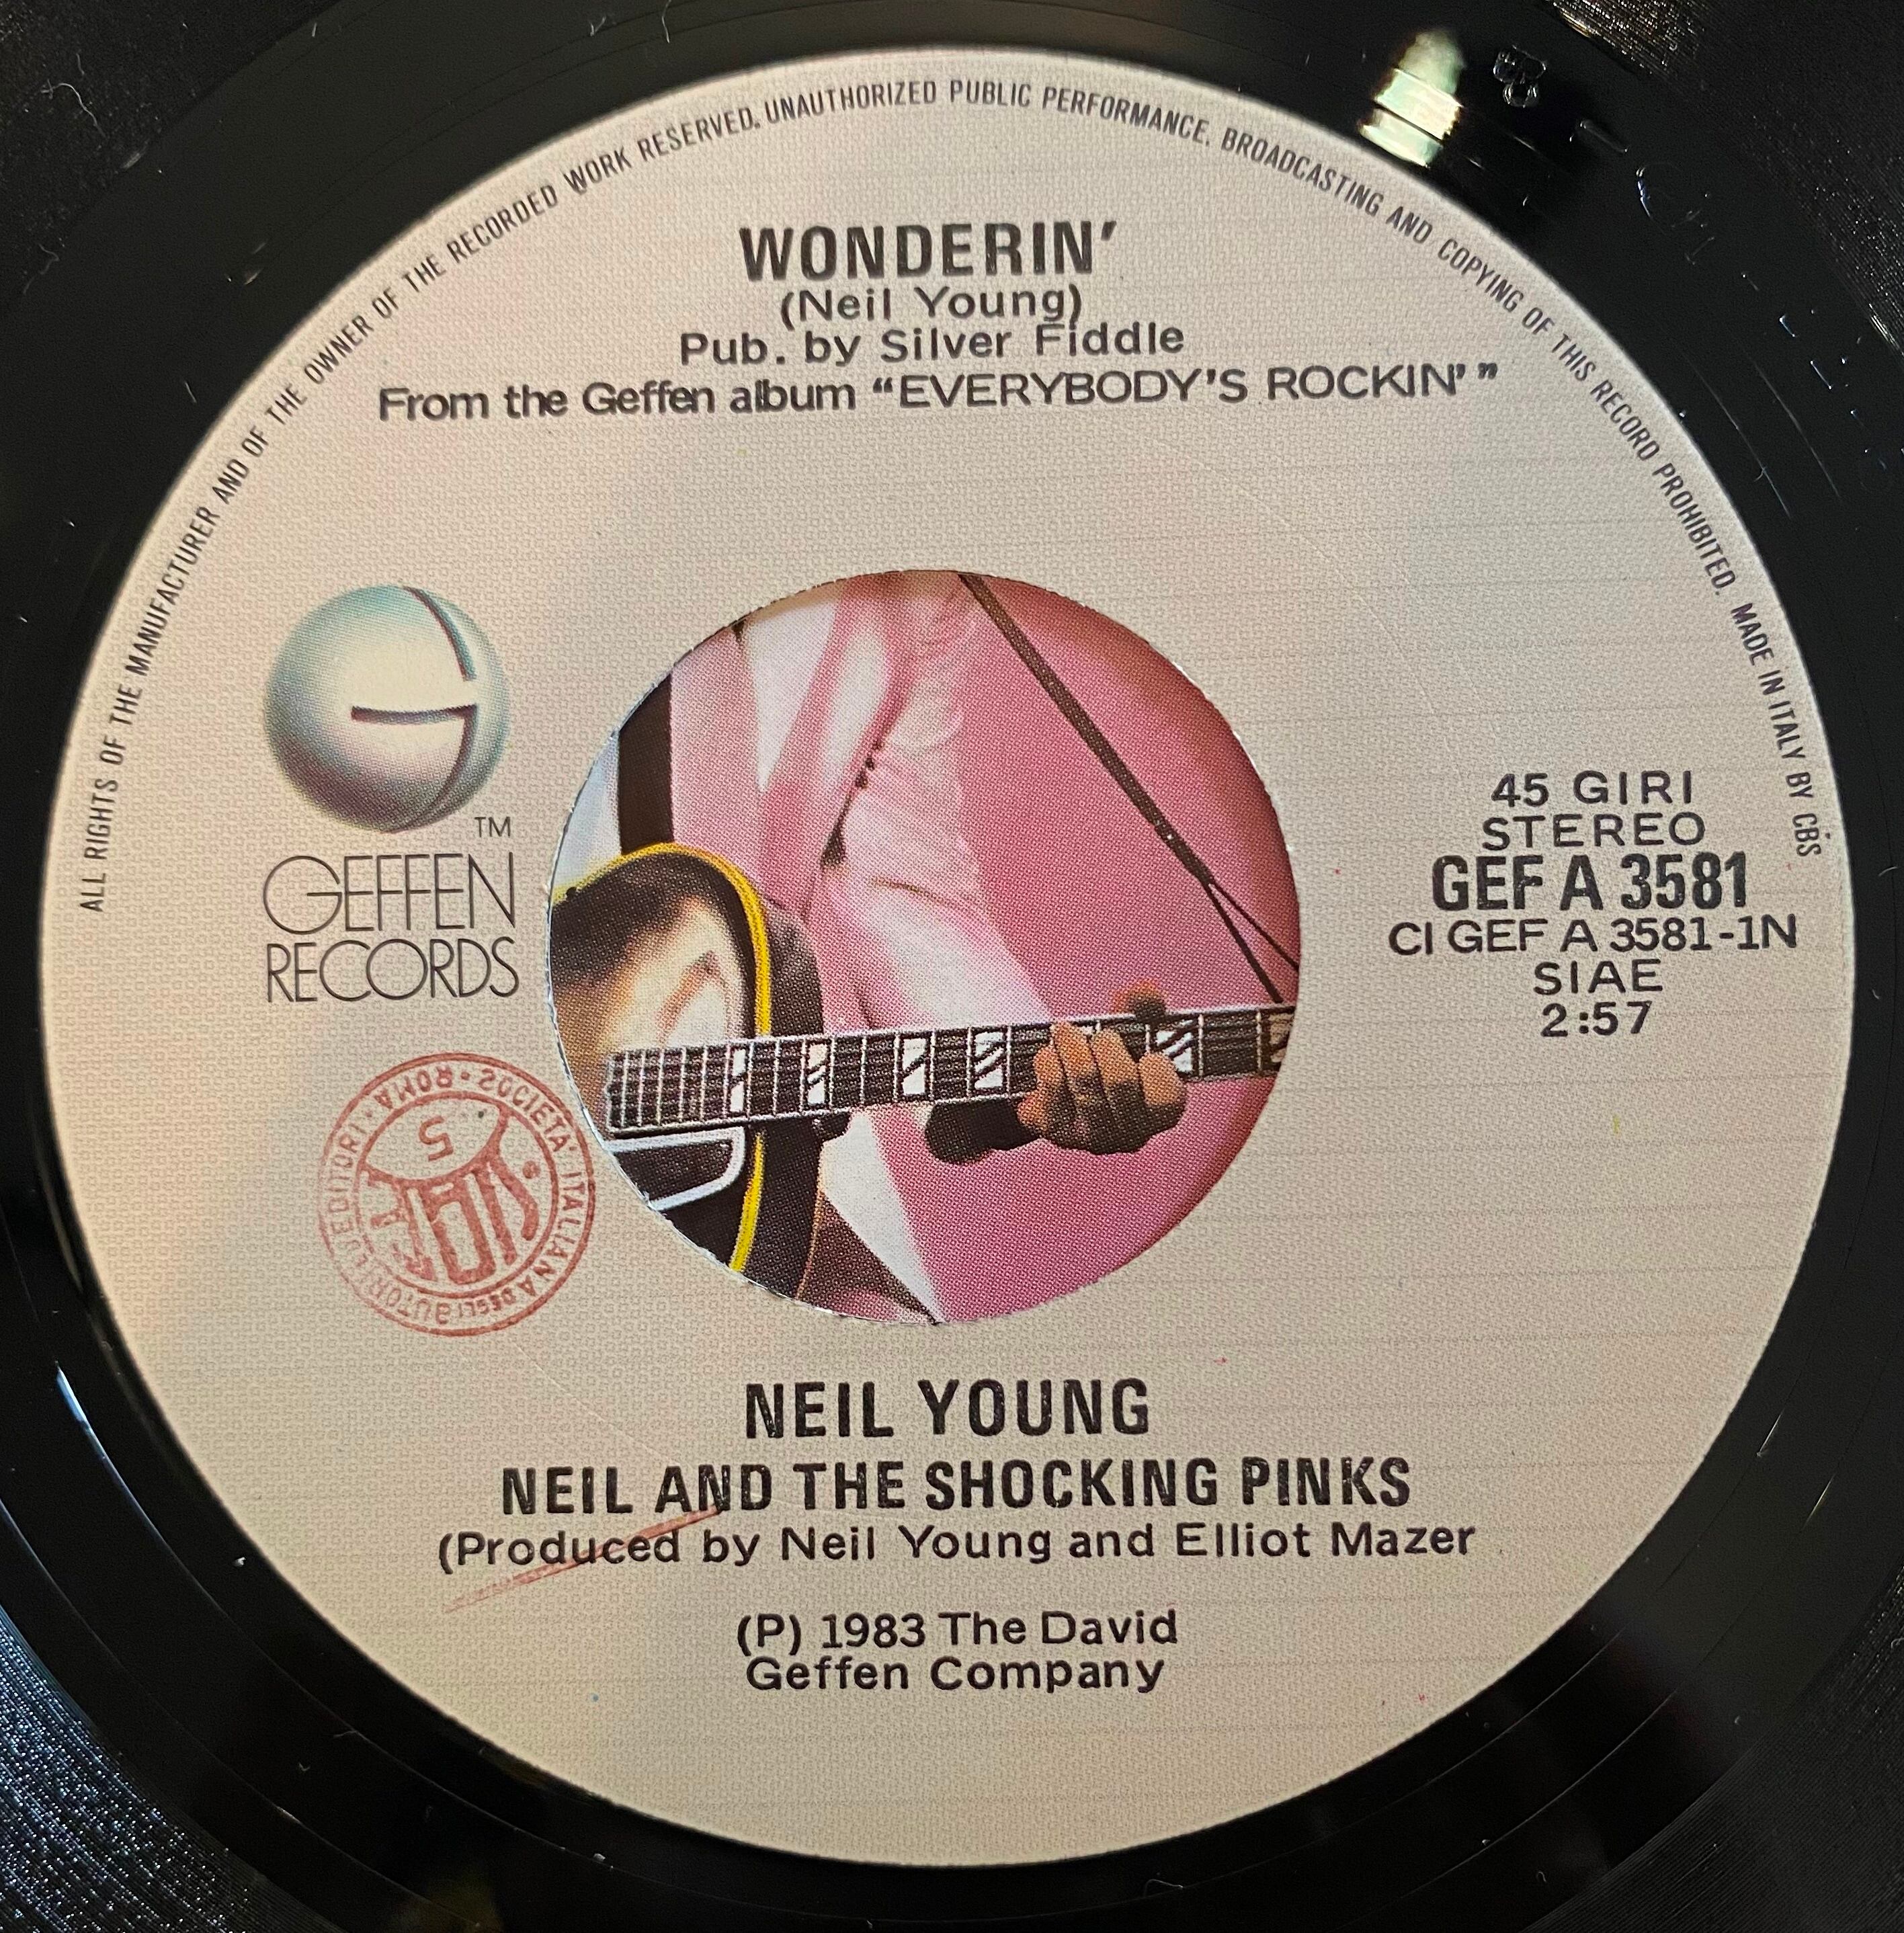 ALL RIGHTS OF THE MANUFACTURER AND OF THE OWNER OF THE RECORDED WORK RESERVED. UNAUTHORIZED PUBLIC PERFORMANCE. BROADCASTING AND COPYING OF THIS RECORD PROHIBITED. MADE IN ITALY BY CBS
WONDERIN'
(Neil Young)
Pub. by Silver Fiddle
From the Geffen album “EVERYBODY'S ROCKIN' ”
TM
GEFFEN
RECORDS
45 GIRI
STEREO
GEF A 3581
CI GEF A 3581-1N
SIAE
2:57
SOCIETA' ITALIANA DEGLI AUTORI ED EDITORI · ROMA ·
SIAE
5
NEIL YOUNG
NEIL AND THE SHOCKING PINKS
(Produced by Neil Young and Elliot Mazer
(P) 1983 The David
Geffen Company